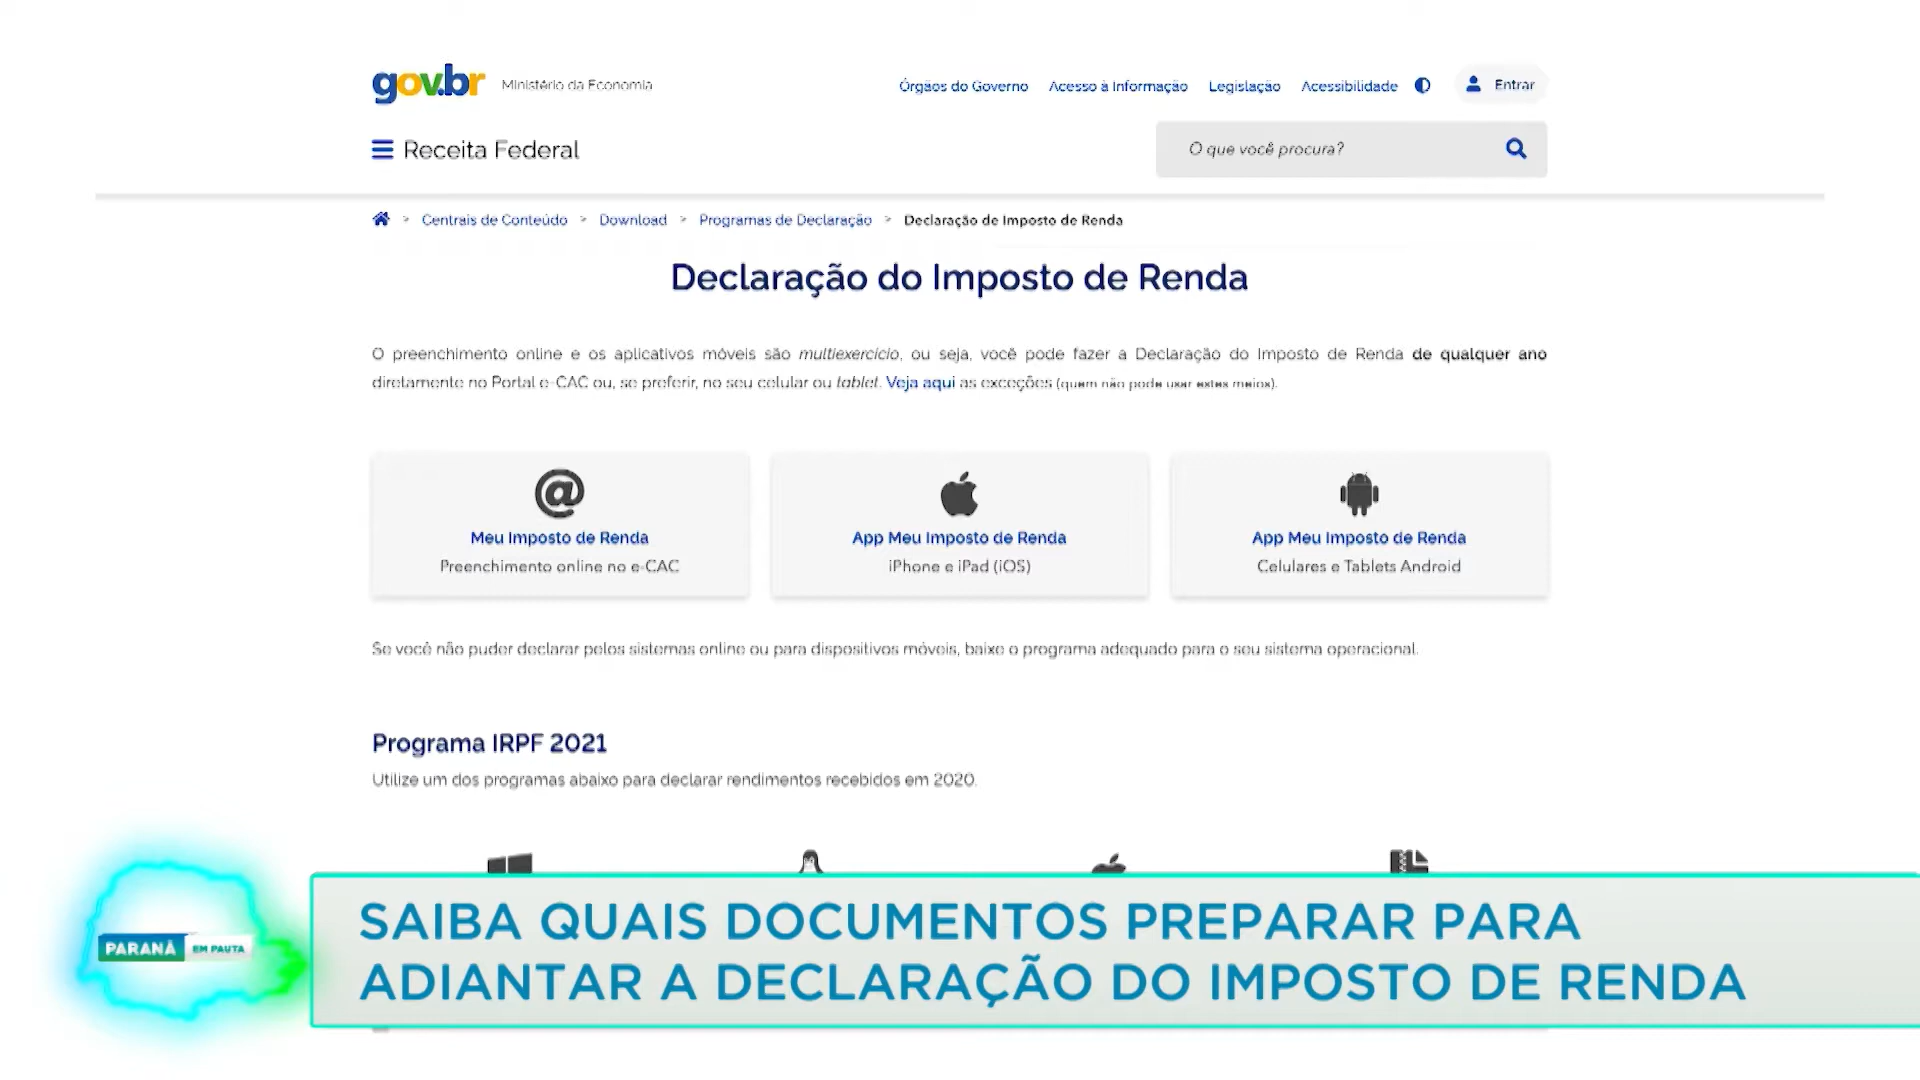 gov.br Ministério da Economia Órgãos do Governo Acesso à Informação Legislação Acessibilidade Entrar
Receita Federal O que você procura?
> Centrais de Conteúdo > Download > Programas de Declaração > Declaração de Imposto de Renda
Declaração do Imposto de Renda
O preenchimento online e os aplicativos móveis são multiexercício, ou seja, você pode fazer a Declaração do Imposto de Renda de qualquer ano
diretamente no Portal e-CAC ou, se preferir, no seu celular ou tablet. Veja aqui as exceções (quem não pode usar estes meios).
@
Meu Imposto de Renda
Preenchimento online no e-CAC
App Meu Imposto de Renda
iPhone e iPad (iOS)
App Meu Imposto de Renda
Celulares e Tablets Android
Se você não puder declarar pelos sistemas online ou para dispositivos móveis, baixe o programa adequado para o seu sistema operacional.
Programa IRPF 2021
Utilize um dos programas abaixo para declarar rendimentos recebidos em 2020.
PARANÁ EM PAUTA
SAIBA QUAIS DOCUMENTOS PREPARAR PARA
ADIANTAR A DECLARAÇÃO DO IMPOSTO DE RENDA